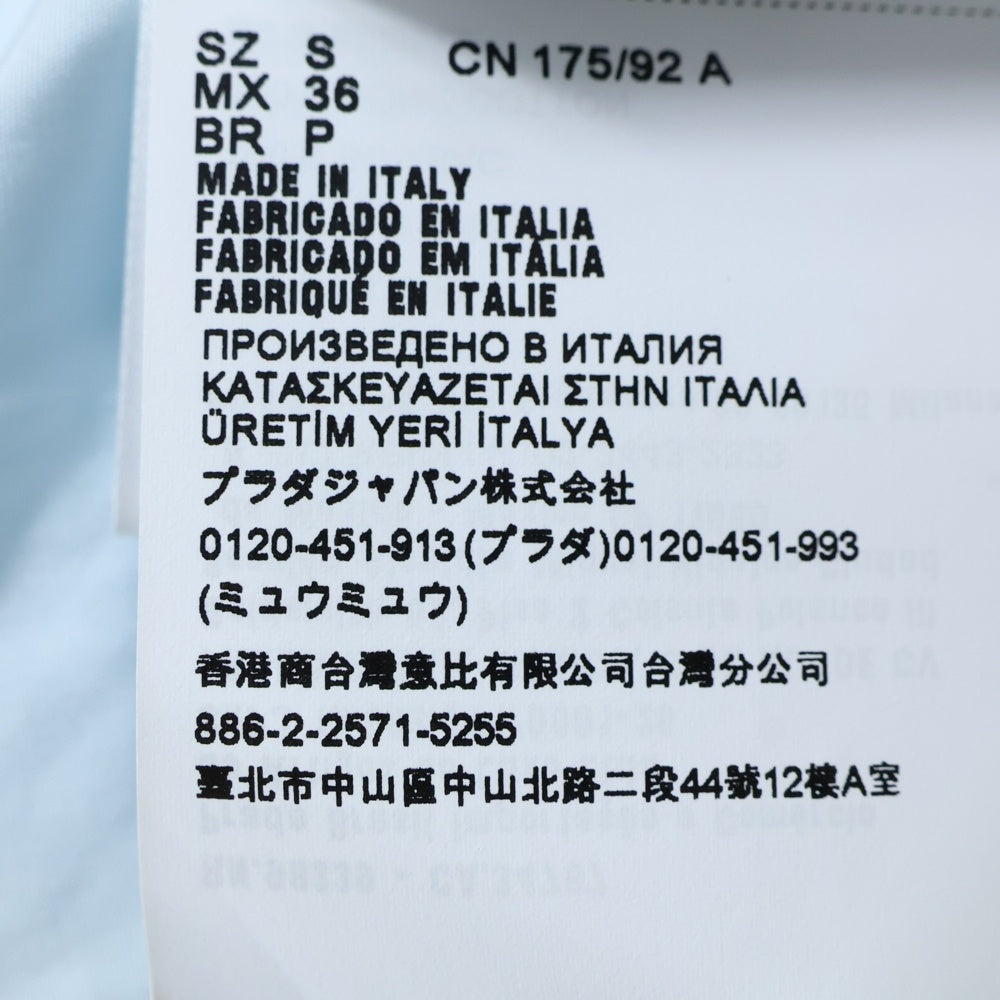 SZ S CN 175/92 A
MX 36
BR P
MADE IN ITALY
FABRICADO EN ITALIA
FABRICADO EM ITÁLIA
FABRIQUÉ EN ITALIE
ПРОИЗВЕДЕНО В ИТАЛИЯ
ΚΑΤΑΣΚΕΥΑΖΕΤΑΙ ΣΤΗΝ ΙΤΑΛΙΑ
ÜRETİM YERİ İTALYA
プラダジャパン株式会社
0120-451-913(プラダ)0120-451-993
(ミュウミュウ)
香港商台灣意比有限公司台灣分公司
886-2-2571-5255
臺北市中山區中山北路二段44號12樓A室